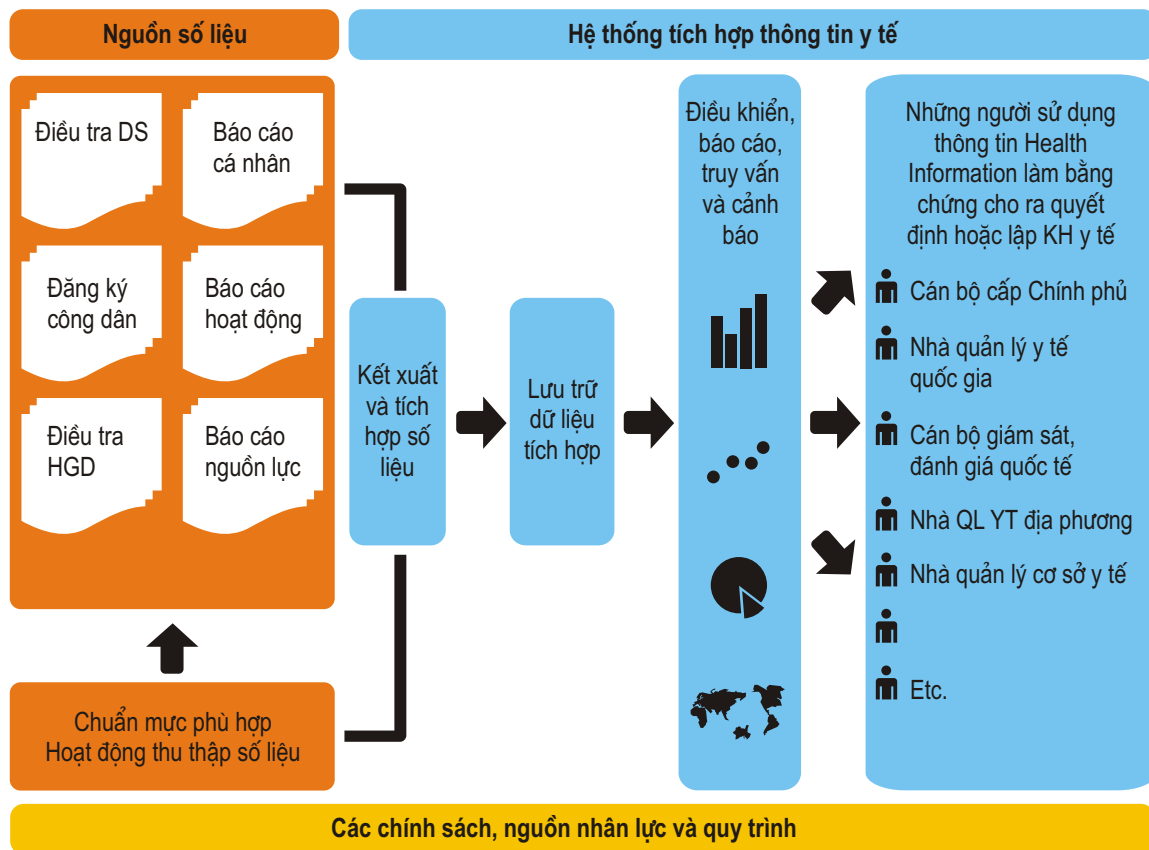 Nguồn số liệu
Hệ thống tích hợp thông tin y tế
Điều tra DS
Báo cáo
cá nhân
Đăng ký
công dân
Báo cáo
hoạt động
Điều tra
HGD
Báo cáo
nguồn lực
Chuẩn mực phù hợp
Hoạt động thu thập số liệu
Kết xuất
và tích
hợp số
liệu
Lưu trữ
dữ liệu
tích hợp
Điều khiển,
báo cáo,
truy vấn
và cảnh
báo
Những người sử dụng
thông tin Health
Information làm bằng
chứng cho ra quyết
định hoặc lập KH y tế
Cán bộ cấp Chính phủ
Nhà quản lý y tế
quốc gia
Cán bộ giám sát,
đánh giá quốc tế
Nhà QL YT địa phương
Nhà quản lý cơ sở y tế
Etc.
Các chính sách, nguồn nhân lực và quy trình